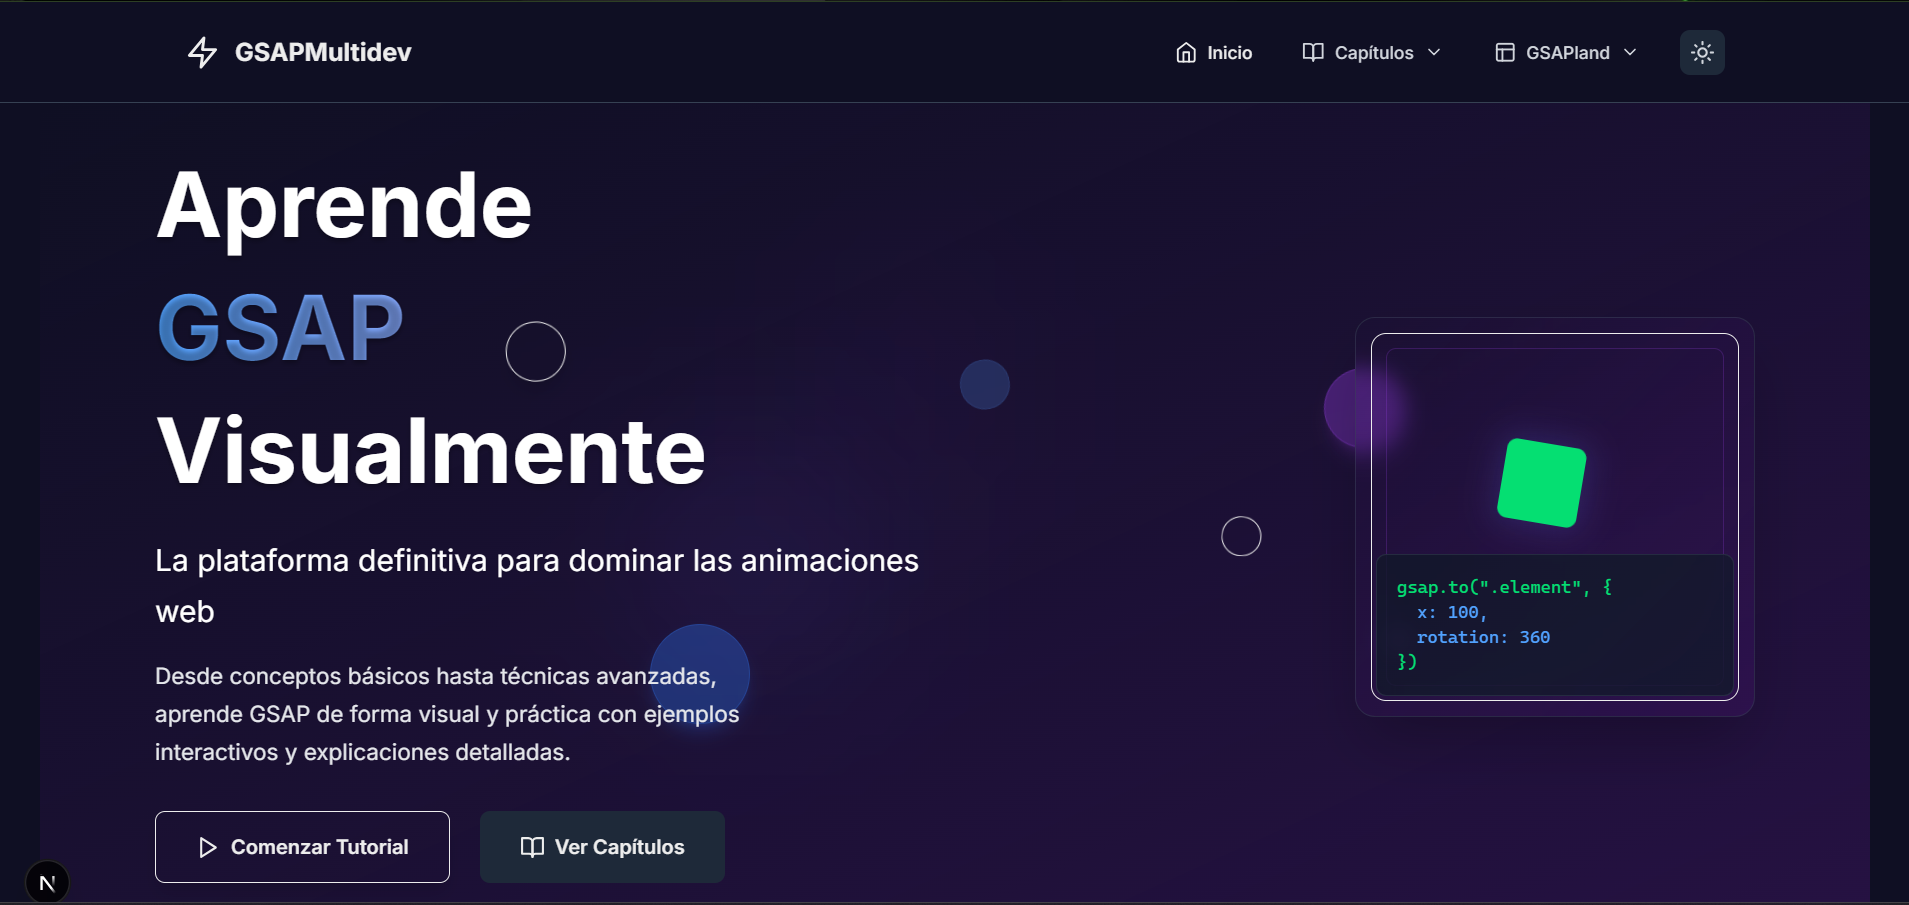 GSAPMultidev
Inicio
Capítulos
GSAPland
Aprende
GSAP
Visualmente
La plataforma definitiva para dominar las animaciones
web
Desde conceptos básicos hasta técnicas avanzadas,
aprende GSAP de forma visual y práctica con ejemplos
interactivos y explicaciones detalladas.
Comenzar Tutorial
Ver Capítulos
gsap.to(".element", {
  x: 100,
  rotation: 360
})
N